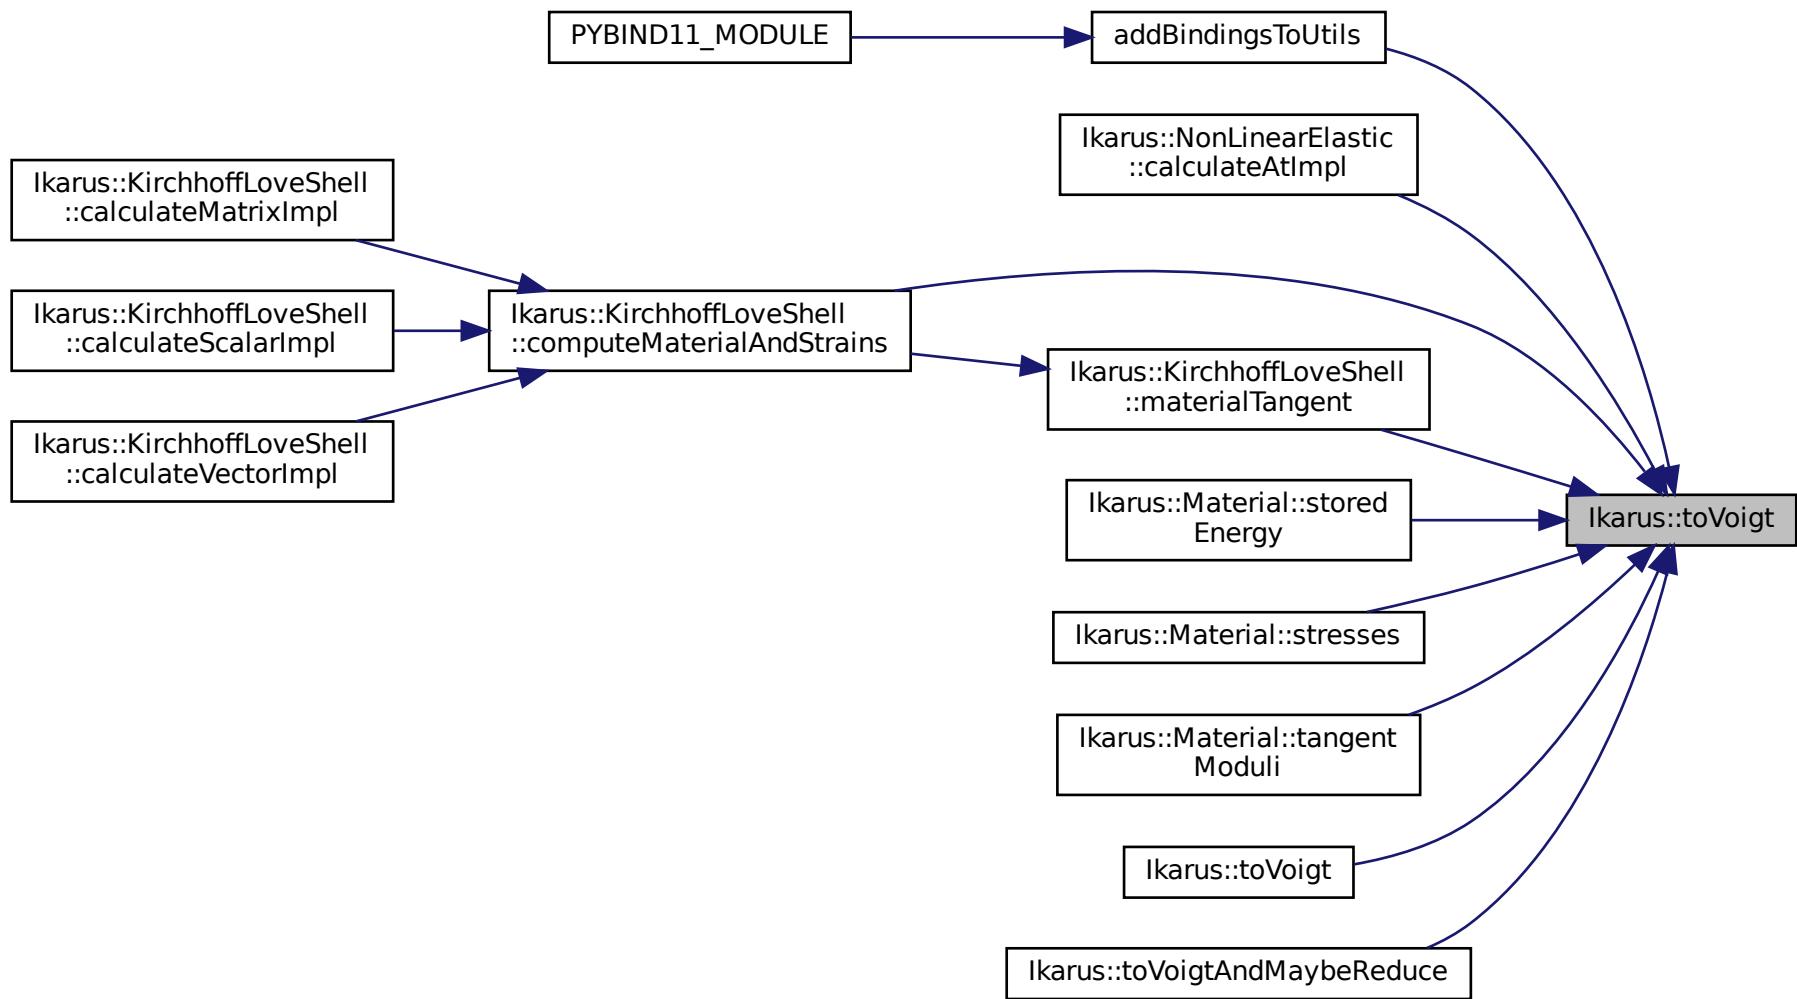 PYBIND11_MODULE
addBindingsToUtils
Ikarus::NonLinearElastic
::calculateAtImpl
Ikarus::KirchhoffLoveShell
::calculateMatrixImpl
Ikarus::KirchhoffLoveShell
::calculateScalarImpl
Ikarus::KirchhoffLoveShell
::computeMaterialAndStrains
Ikarus::KirchhoffLoveShell
::materialTangent
Ikarus::KirchhoffLoveShell
::calculateVectorImpl
Ikarus::Material::stored
Energy
Ikarus::toVoigt
Ikarus::Material::stresses
Ikarus::Material::tangent
Moduli
Ikarus::toVoigt
Ikarus::toVoigtAndMaybeReduce